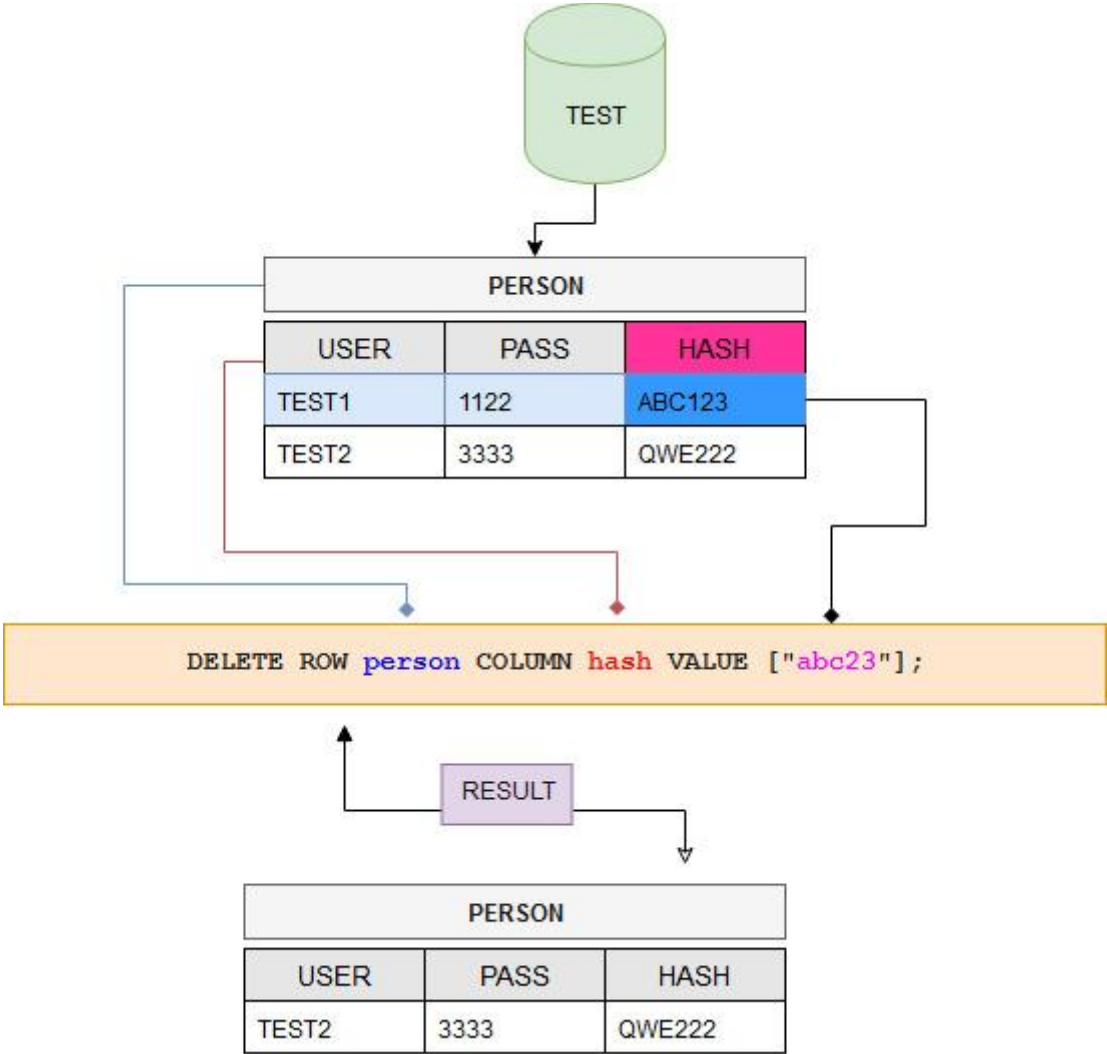 TEST
PERSON
USER PASS HASH
TEST1 1122 ABC123
TEST2 3333 QWE222
DELETE ROW person COLUMN hash VALUE ["abc23"];
RESULT
PERSON
USER PASS HASH
TEST2 3333 QWE222